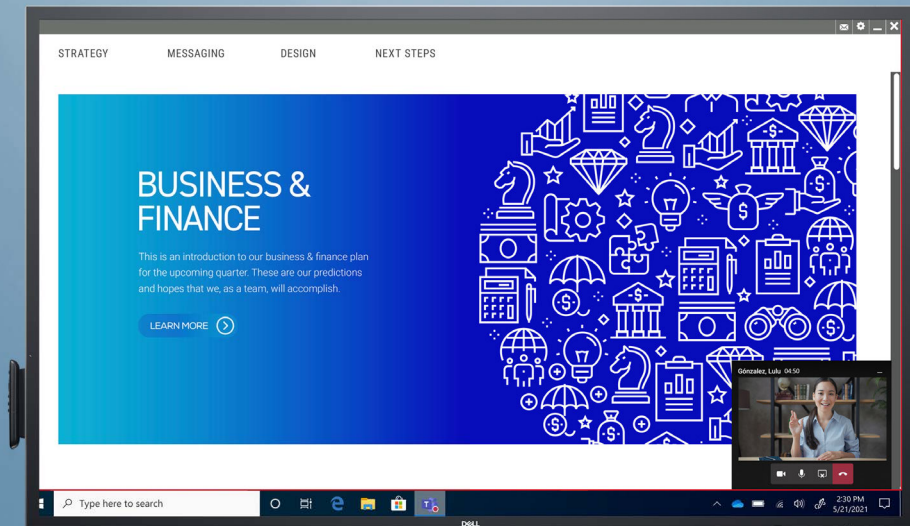 STRATEGY MESSAGING DESIGN NEXT STEPS
BUSINESS &
FINANCE
This is an introduction to our business & finance plan
for the upcoming quarter. These are our predictions
and hopes that we, as a team, will accomplish.
LEARN MORE
Gónzalez, Lulu 04:50
Type here to search
2:30 PM
5/21/2021
DELL